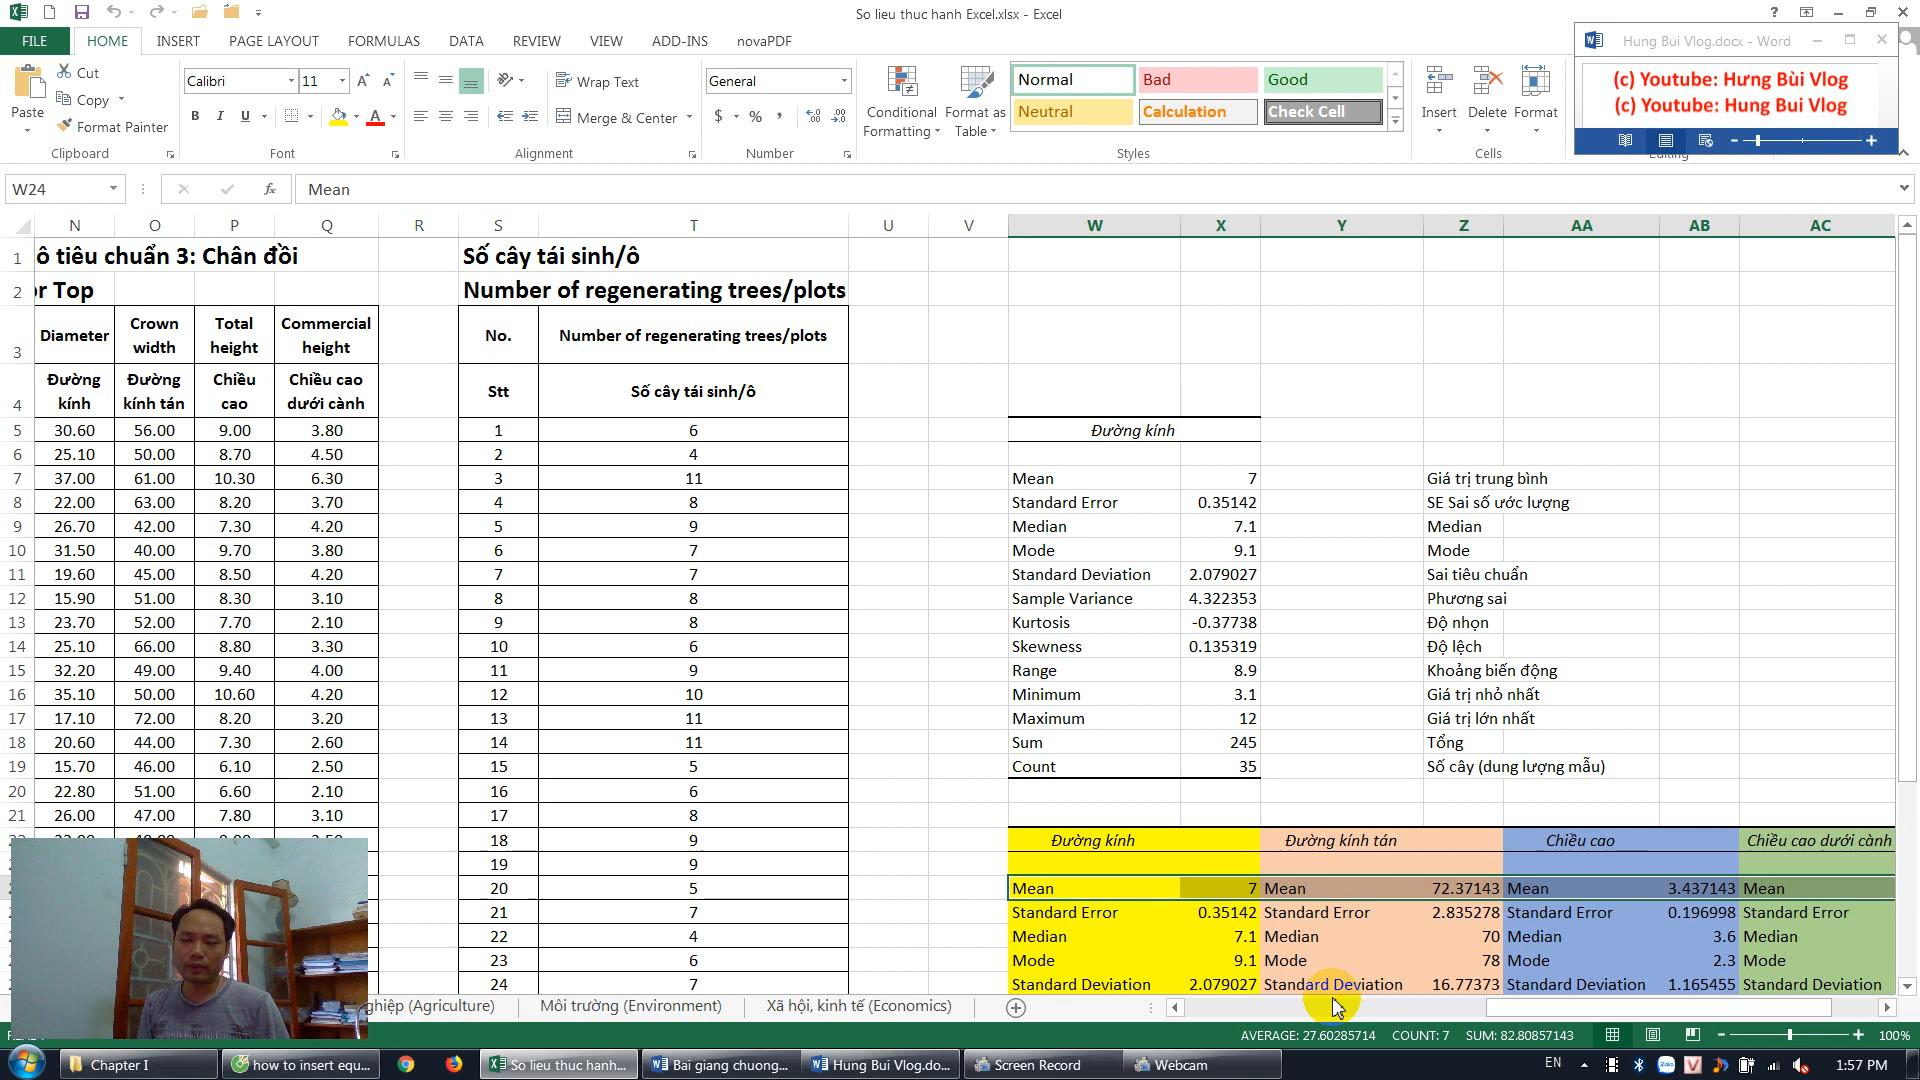 So lieu thuc hanh Excel.xlsx - Excel
FILE HOME INSERT PAGE LAYOUT FORMULAS DATA REVIEW VIEW ADD-INS novaPDF
Hung Bui Vlog.docx - Word
(c) Youtube: Hưng Bùi Vlog
(c) Youtube: Hung Bui Vlog
Paste Cut Copy Format Painter
Clipboard
Calibri 11
B I U
Font
Wrap Text
Merge & Center
Alignment
General
$ % ,
Number
Conditional Formatting Format as Table
Normal Bad Good
Neutral Calculation Check Cell
Styles
Insert Delete Format
Cells
W24 fx Mean
N O P Q R S T U V W X Y Z AA AB AC
1 ô tiêu chuẩn 3: Chân đồi Số cây tái sinh/ô
2 or Top Number of regenerating trees/plots
3 Diameter Crown width Total height Commercial height No. Number of regenerating trees/plots
4 Đường kính Đường kính tán Chiều cao Chiều cao dưới cành Stt Số cây tái sinh/ô
5 30.60 56.00 9.00 3.80 1 6 Đường kính
6 25.10 50.00 8.70 4.50 2 4
7 37.00 61.00 10.30 6.30 3 11 Mean 7 Giá trị trung bình
8 22.00 63.00 8.20 3.70 4 8 Standard Error 0.35142 SE Sai số ước lượng
9 26.70 42.00 7.30 4.20 5 9 Median 7.1 Median
10 31.50 40.00 9.70 3.80 6 7 Mode 9.1 Mode
11 19.60 45.00 8.50 4.20 7 7 Standard Deviation 2.079027 Sai tiêu chuẩn
12 15.90 51.00 8.30 3.10 8 8 Sample Variance 4.322353 Phương sai
13 23.70 52.00 7.70 2.10 9 8 Kurtosis -0.37738 Độ nhọn
14 25.10 66.00 8.80 3.30 10 6 Skewness 0.135319 Độ lệch
15 32.20 49.00 9.40 4.00 11 9 Range 8.9 Khoảng biến động
16 35.10 50.00 10.60 4.20 12 10 Minimum 3.1 Giá trị nhỏ nhất
17 17.10 72.00 8.20 3.20 13 11 Maximum 12 Giá trị lớn nhất
18 20.60 44.00 7.30 2.60 14 11 Sum 245 Tổng
19 15.70 46.00 6.10 2.50 15 5 Count 35 Số cây (dung lượng mẫu)
20 22.80 51.00 6.60 2.10 16 6
21 26.00 47.00 7.80 3.10 17 8
18 9 Đường kính Đường kính tán Chiều cao Chiều cao dưới cành
19 9
20 5 Mean 7 Mean 72.37143 Mean 3.437143 Mean
21 7 Standard Error 0.35142 Standard Error 2.835278 Standard Error 0.196998 Standard Error
22 4 Median 7.1 Median 70 Median 3.6 Median
23 6 Mode 9.1 Mode 78 Mode 2.3 Mode
24 7 Standard Deviation 2.079027 Standard Deviation 16.77373 Standard Deviation 1.165455 Standard Deviation
ghiệp (Agriculture) Môi trường (Environment) Xã hội, kinh tế (Economics)
AVERAGE: 27.60285714 COUNT: 7 SUM: 82.80857143 100%
Chapter I how to insert equ... So lieu thuc hanh... Bai giang chuong... Hung Bui Vlog.do... Screen Record Webcam EN 1:57 PM